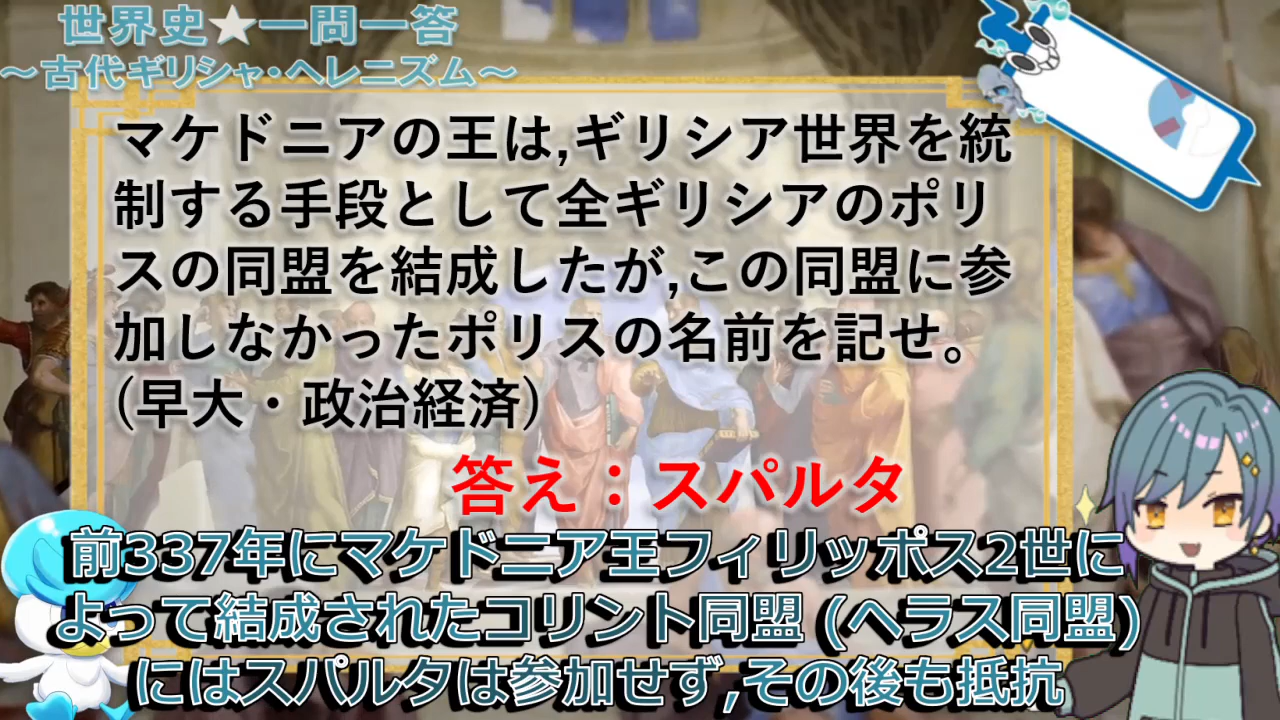 世界史★一問一答
～古代ギリシャ・ヘレニズム～
マケドニアの王は,ギリシア世界を統
制する手段として全ギリシアのポリ
スの同盟を結成したが,この同盟に参
加しなかったポリスの名前を記せ。
(早大・政治経済)
答え：スパルタ
前337年にマケドニア王フィリッポス2世に
よって結成されたコリント同盟 (ヘラス同盟)
にはスパルタは参加せず,その後も抵抗